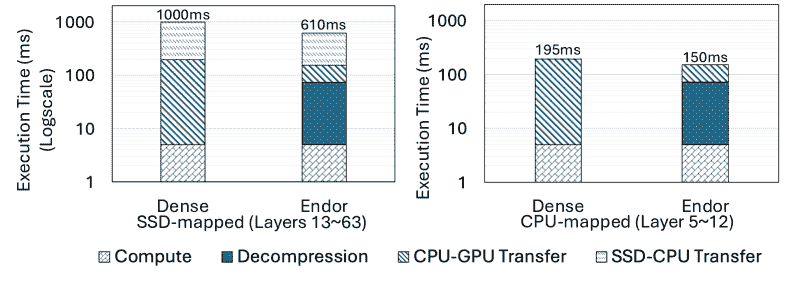 Execution Time (ms)
(Logscale)
1000
100
10
1
1000ms
610ms
Dense
Endor
SSD-mapped (Layers 13~63)
Execution Time (ms)
1000
100
10
1
195ms
150ms
Dense
Endor
CPU-mapped (Layer 5~12)
Compute
Decompression
CPU-GPU Transfer
SSD-CPU Transfer